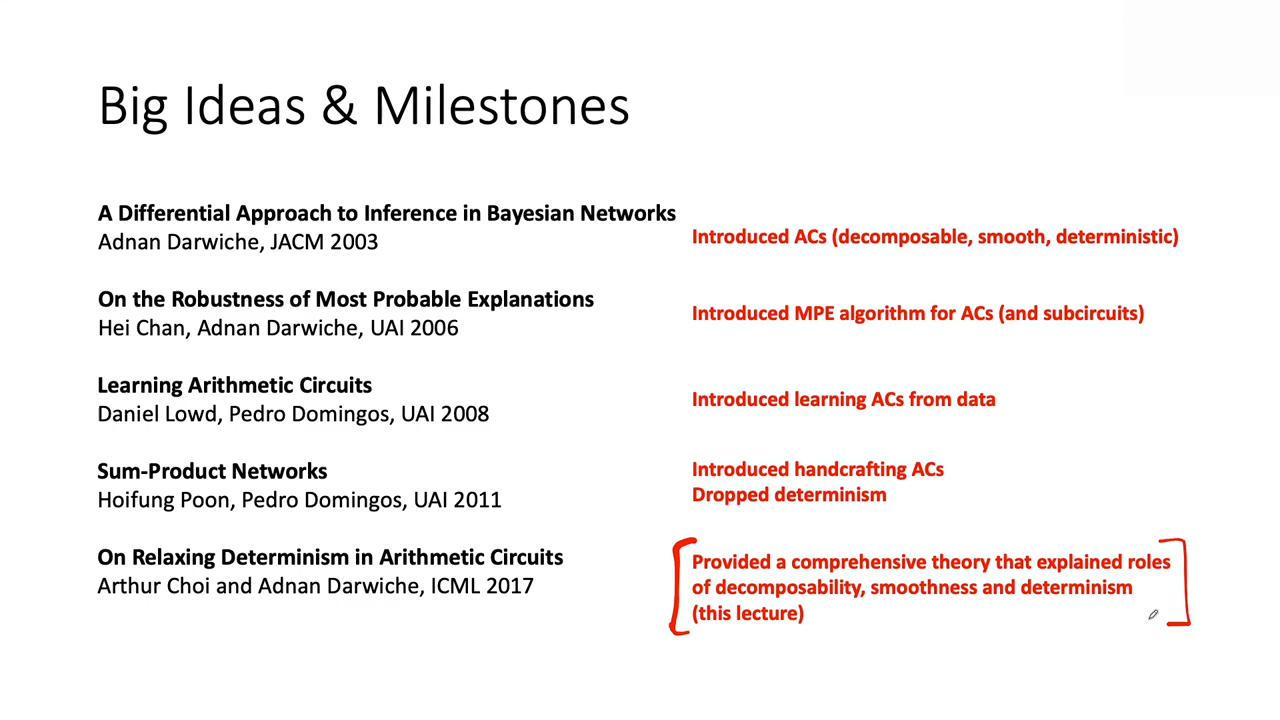 Big Ideas & Milestones
A Differential Approach to Inference in Bayesian Networks
Adnan Darwiche, JACM 2003
Introduced ACs (decomposable, smooth, deterministic)
On the Robustness of Most Probable Explanations
Hei Chan, Adnan Darwiche, UAI 2006
Introduced MPE algorithm for ACs (and subcircuits)
Learning Arithmetic Circuits
Daniel Lowd, Pedro Domingos, UAI 2008
Introduced learning ACs from data
Sum-Product Networks
Hoifung Poon, Pedro Domingos, UAI 2011
Introduced handcrafting ACs
Dropped determinism
On Relaxing Determinism in Arithmetic Circuits
Arthur Choi and Adnan Darwiche, ICML 2017
Provided a comprehensive theory that explained roles
of decomposability, smoothness and determinism
(this lecture)